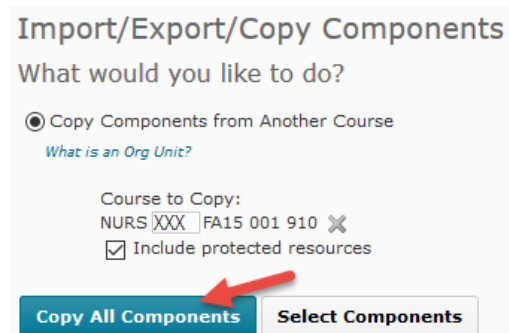 Import/Export/Copy Components
What would you like to do?
Copy Components from Another Course
What is an Org Unit?
Course to Copy:
NURS XXX FA15 001 910
Include protected resources
Copy All Components Select Components